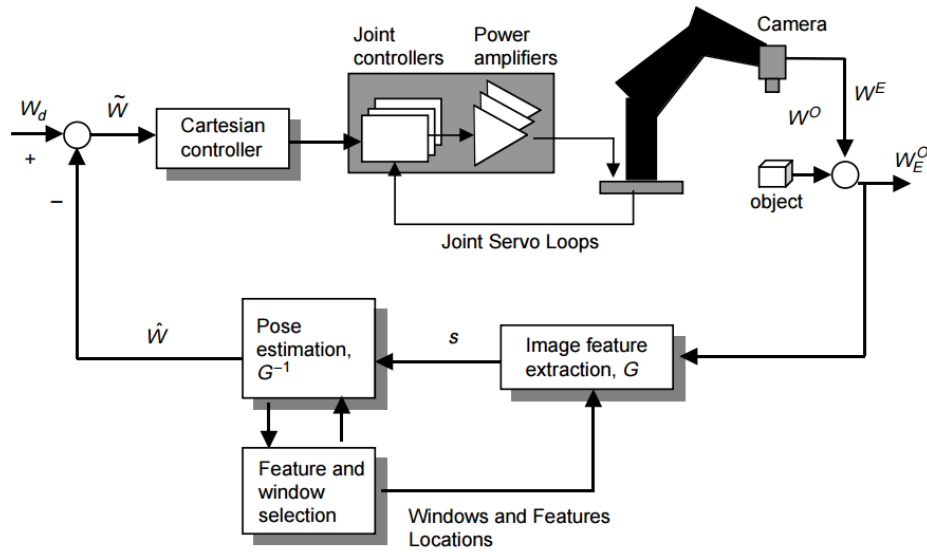 Joint
controllers
Power
amplifiers
Camera
W_d
+
−
W̃
Cartesian
controller
W^E
W^O
W_E^O
object
Joint Servo Loops
Ŵ
Pose
estimation,
G⁻¹
s
Image feature
extraction, G
Feature and
window
selection
Windows and Features
Locations